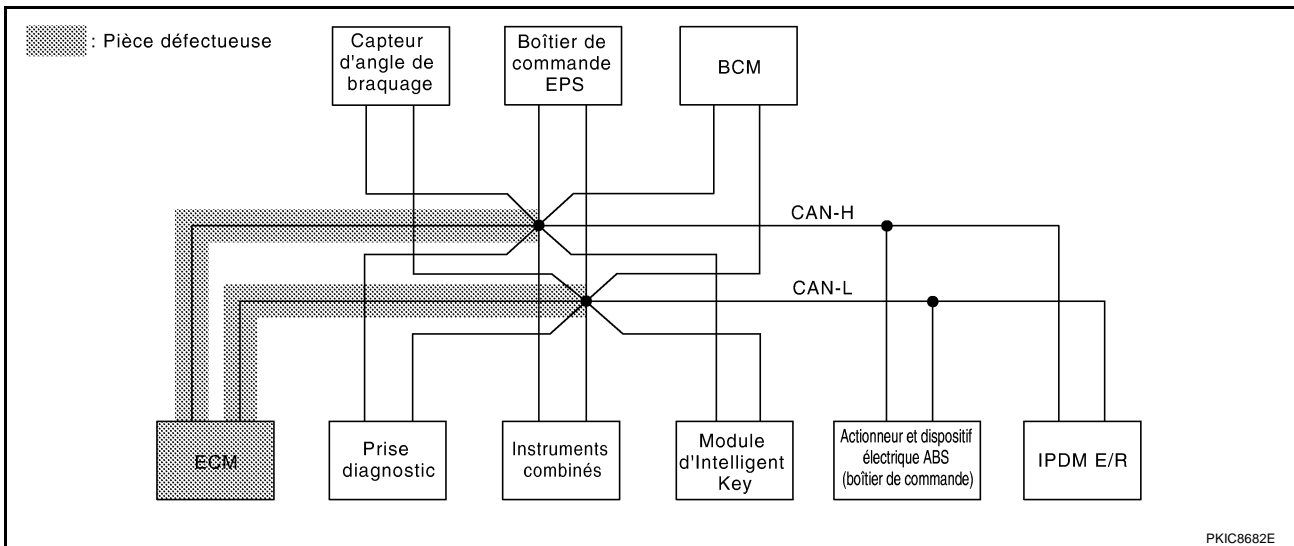 : Pièce défectueuse
Capteur
d'angle de
braquage
Boîtier de
commande
EPS
BCM
CAN-H
CAN-L
ECM
Prise
diagnostic
Instruments
combinés
Module
d'Intelligent
Key
Actionneur et dispositif
électrique ABS
(boîtier de commande)
IPDM E/R
PKIC8682E